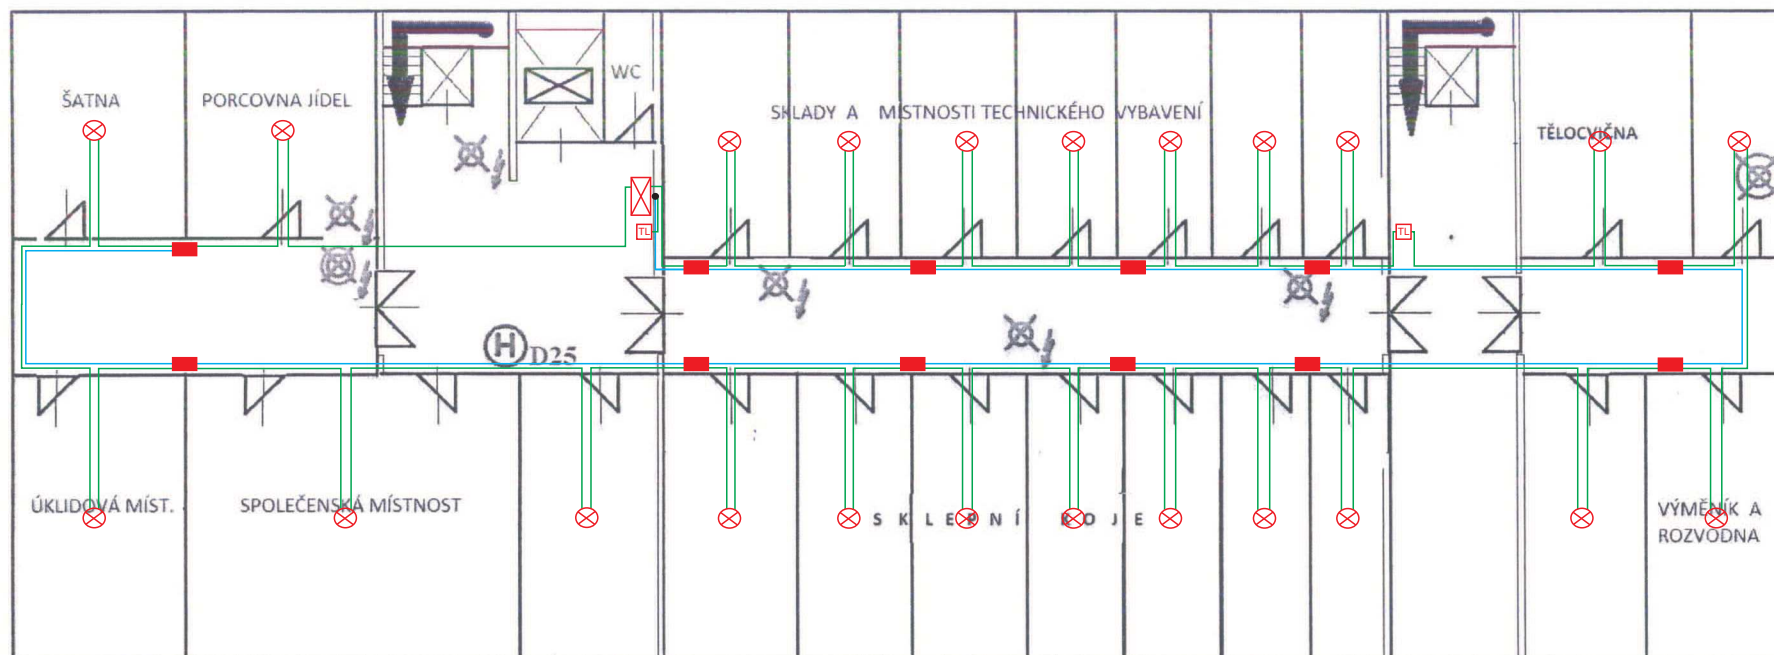 ŠATNA
PORCOVNA JÍDEL
WC
SKLADY A MÍSTNOSTI TECHNICKÉHO VYBAVENÍ
TĚLOCVIČNA
TL
TL
H D25
ÚKLIDOVÁ MÍST.
SPOLEČENSKÁ MÍSTNOST
S K L E P N Í K O J E
VÝMĚNÍK A
ROZVODNA